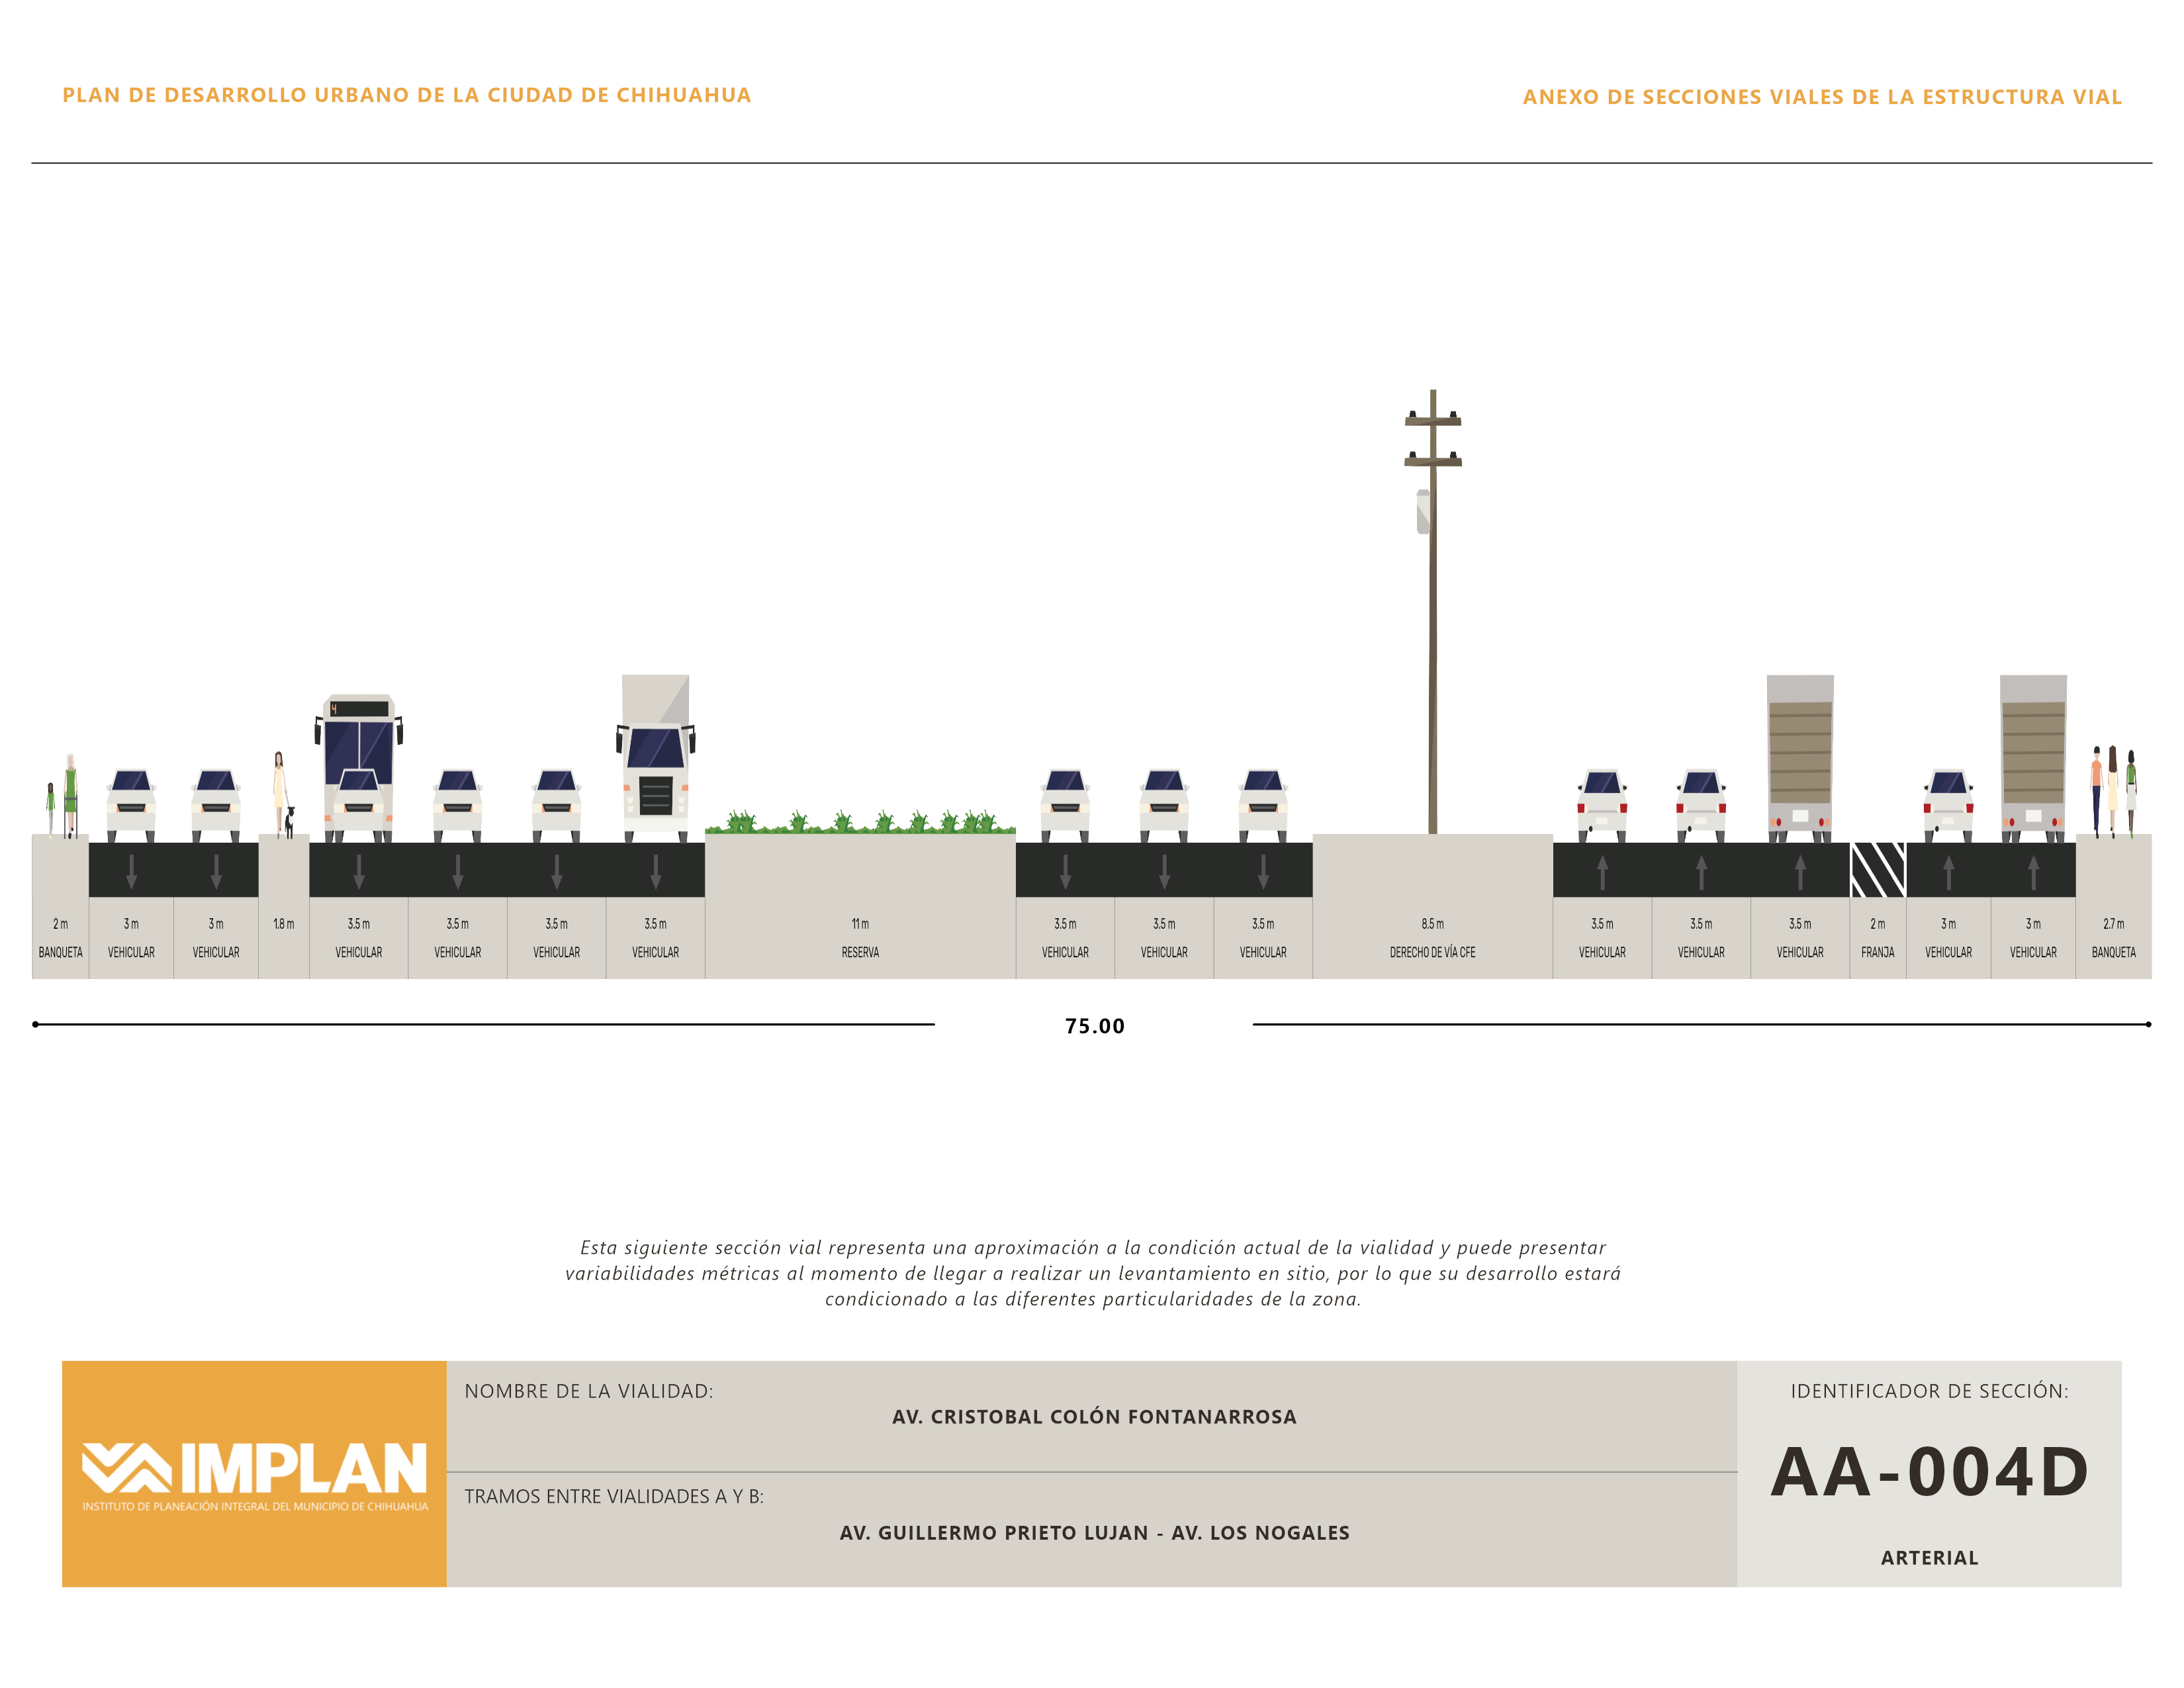 PLAN DE DESARROLLO URBANO DE LA CIUDAD DE CHIHUAHUA
ANEXO DE SECCIONES VIALES DE LA ESTRUCTURA VIAL
4
2 m
BANQUETA
3 m
VEHICULAR
3 m
VEHICULAR
1.8 m
3.5 m
VEHICULAR
3.5 m
VEHICULAR
3.5 m
VEHICULAR
3.5 m
VEHICULAR
11 m
RESERVA
3.5 m
VEHICULAR
3.5 m
VEHICULAR
3.5 m
VEHICULAR
8.5 m
DERECHO DE VÍA CFE
3.5 m
VEHICULAR
3.5 m
VEHICULAR
3.5 m
VEHICULAR
2 m
FRANJA
3 m
VEHICULAR
3 m
VEHICULAR
2.7 m
BANQUETA
75.00
Esta siguiente sección vial representa una aproximación a la condición actual de la vialidad y puede presentar
variabilidades métricas al momento de llegar a realizar un levantamiento en sitio, por lo que su desarrollo estará
condicionado a las diferentes particularidades de la zona.
IMPLAN
INSTITUTO DE PLANEACIÓN INTEGRAL DEL MUNICIPIO DE CHIHUAHUA
NOMBRE DE LA VIALIDAD:
AV. CRISTOBAL COLÓN FONTANARROSA
TRAMOS ENTRE VIALIDADES A Y B:
AV. GUILLERMO PRIETO LUJAN - AV. LOS NOGALES
IDENTIFICADOR DE SECCIÓN:
AA-004D
ARTERIAL